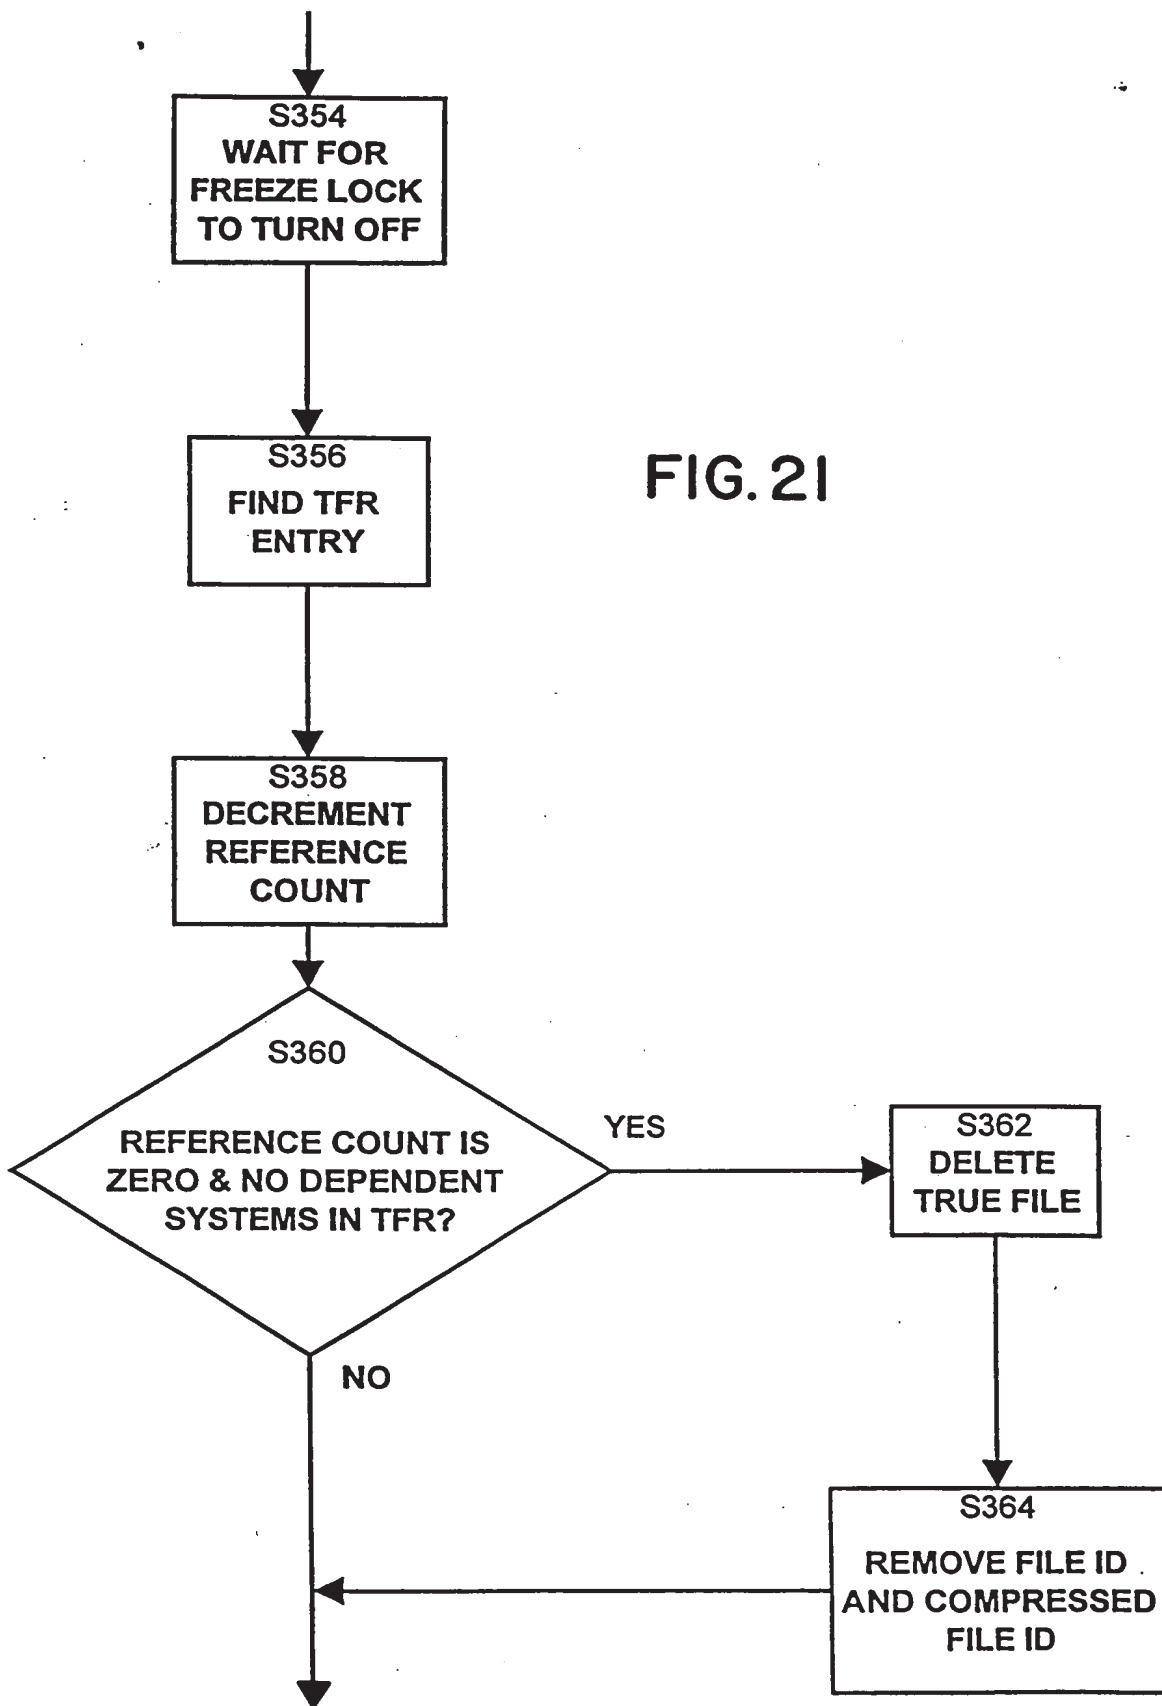 S354
WAIT FOR
FREEZE LOCK
TO TURN OFF
S356
FIND TFR
ENTRY
FIG. 21
S358
DECREMENT
REFERENCE
COUNT
S360
REFERENCE COUNT IS
ZERO & NO DEPENDENT
SYSTEMS IN TFR?
YES
NO
S362
DELETE
TRUE FILE
S364
REMOVE FILE ID
AND COMPRESSED
FILE ID